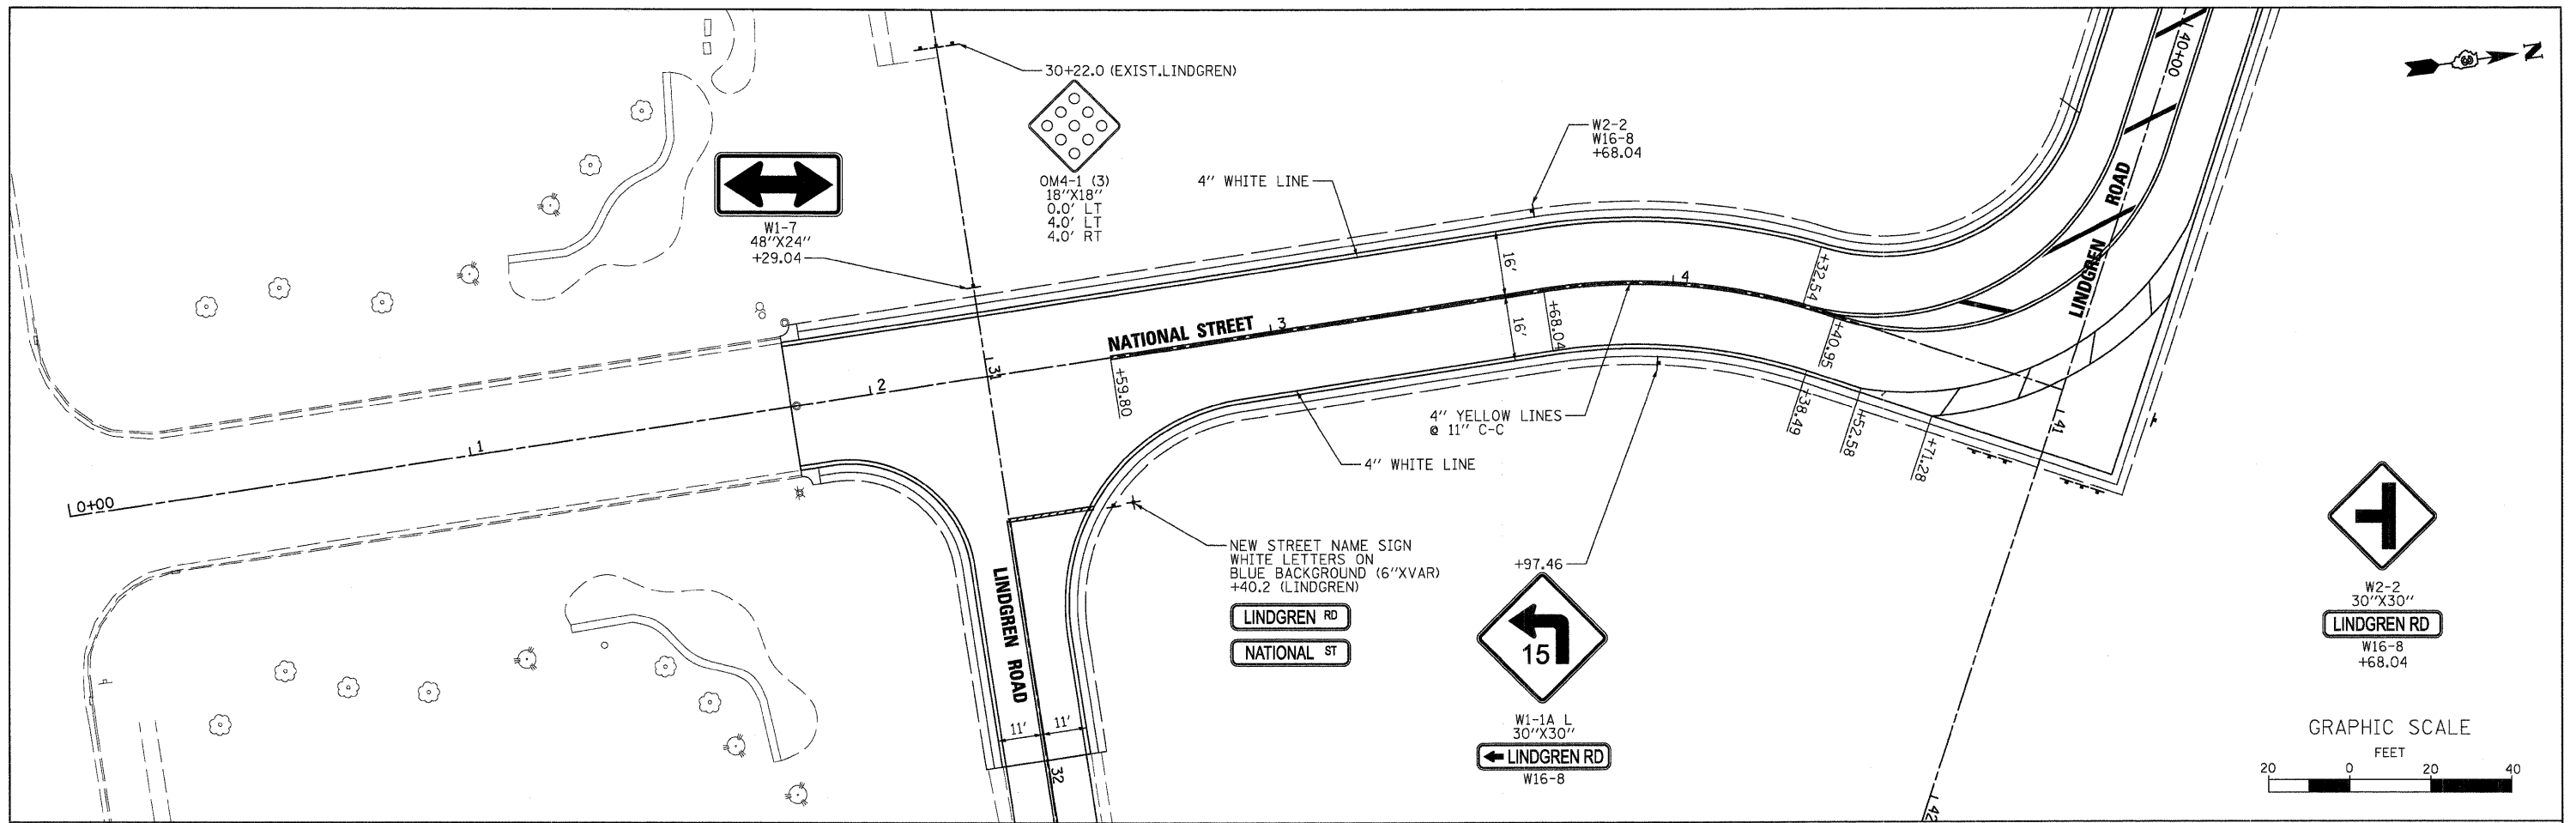 30+22.0 (EXIST.LINDGREN)
OM4-1 (3)
18"X18"
0.0' LT
4.0' LT
4.0' RT
W1-7
48"X24"
+29.04
4" WHITE LINE
W2-2
W16-8
+68.04
40+00
N
LINDGREN ROAD
NATIONAL STREET
0+00
1
2
3
4
31
+59.80
16'
16'
+68.04
+32.54
+40.95
+38.49
+52.58
+71.28
41
42
4" YELLOW LINES
@ 11" C-C
4" WHITE LINE
NEW STREET NAME SIGN
WHITE LETTERS ON
BLUE BACKGROUND (6"XVAR)
+40.2 (LINDGREN)
LINDGREN RD
NATIONAL ST
LINDGREN ROAD
11'
11'
32
+97.46
15
W1-1A L
30"X30"
LINDGREN RD
W16-8
W2-2
30"X30"
LINDGREN RD
W16-8
+68.04
GRAPHIC SCALE
FEET
20 0 20 40